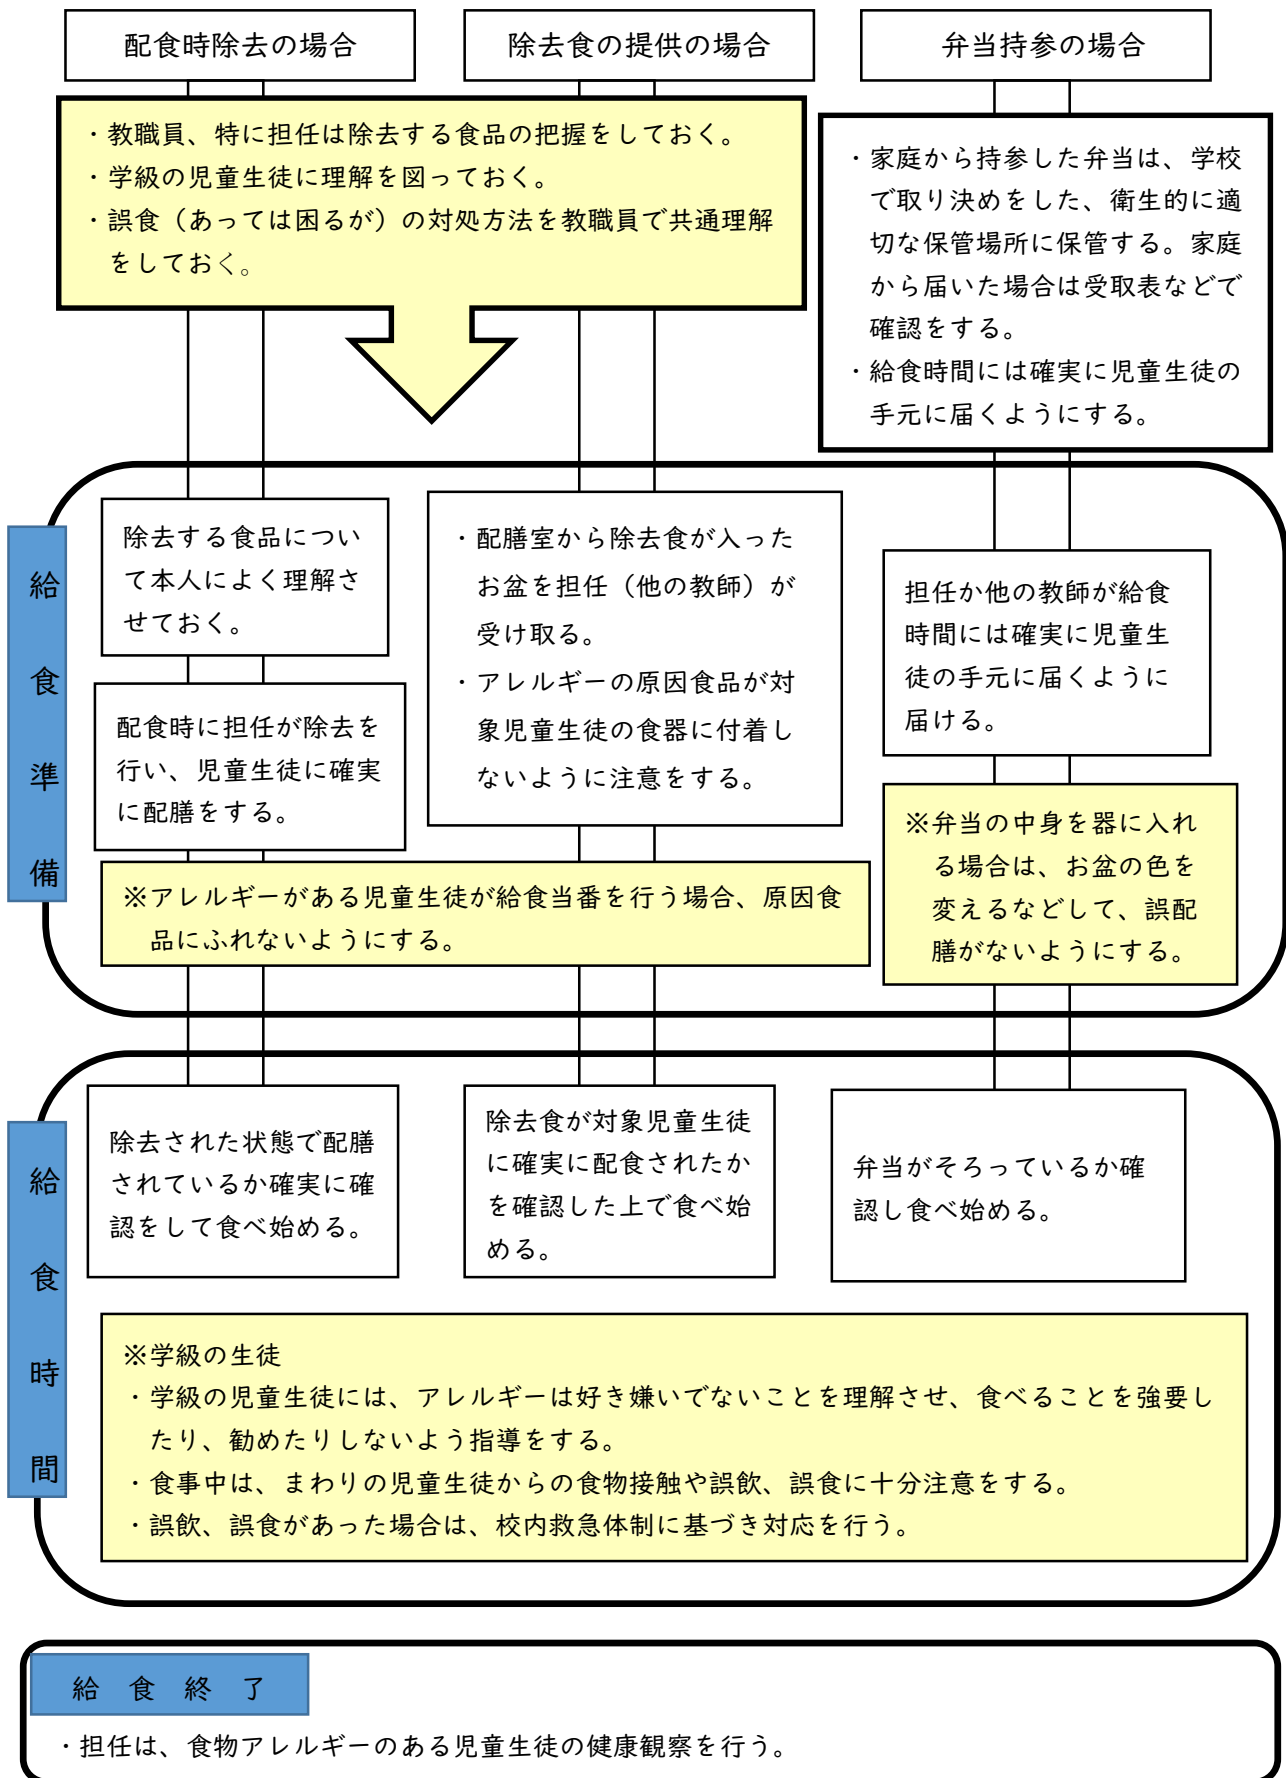 配食時除去の場合
除去食の提供の場合
弁当持参の場合
・教職員、特に担任は除去する食品の把握をしておく。
・学級の児童生徒に理解を図っておく。
・誤食（あっては困るが）の対処方法を教職員で共通理解
をしておく。
・家庭から持参した弁当は、学校
で取り決めをした、衛生的に適
切な保管場所に保管する。家庭
から届いた場合は受取表などで
確認をする。
・給食時間には確実に児童生徒の
手元に届くようにする。
給食準備
除去する食品につい
て本人によく理解さ
せておく。
配食時に担任が除去を
行い、児童生徒に確実
に配膳をする。
・配膳室から除去食が入った
お盆を担任（他の教師）が
受け取る。
・アレルギーの原因食品が対
象児童生徒の食器に付着し
ないように注意をする。
担任か他の教師が給食
時間には確実に児童生
徒の手元に届くように
届ける。
※アレルギーがある児童生徒が給食当番を行う場合、原因食
品にふれないようにする。
※弁当の中身を器に入れ
る場合は、お盆の色を
変えるなどして、誤配
膳がないようにする。
給食時間
除去された状態で配膳
されているか確実に確
認をして食べ始める。
除去食が対象児童生徒
に確実に配食されたか
を確認した上で食べ始
める。
弁当がそろっているか確
認し食べ始める。
※学級の生徒
・学級の児童生徒には、アレルギーは好き嫌いでないことを理解させ、食べることを強要し
たり、勧めたりしないよう指導をする。
・食事中は、まわりの児童生徒からの食物接触や誤飲、誤食に十分注意をする。
・誤飲、誤食があった場合は、校内救急体制に基づき対応を行う。
給食終了
・担任は、食物アレルギーのある児童生徒の健康観察を行う。